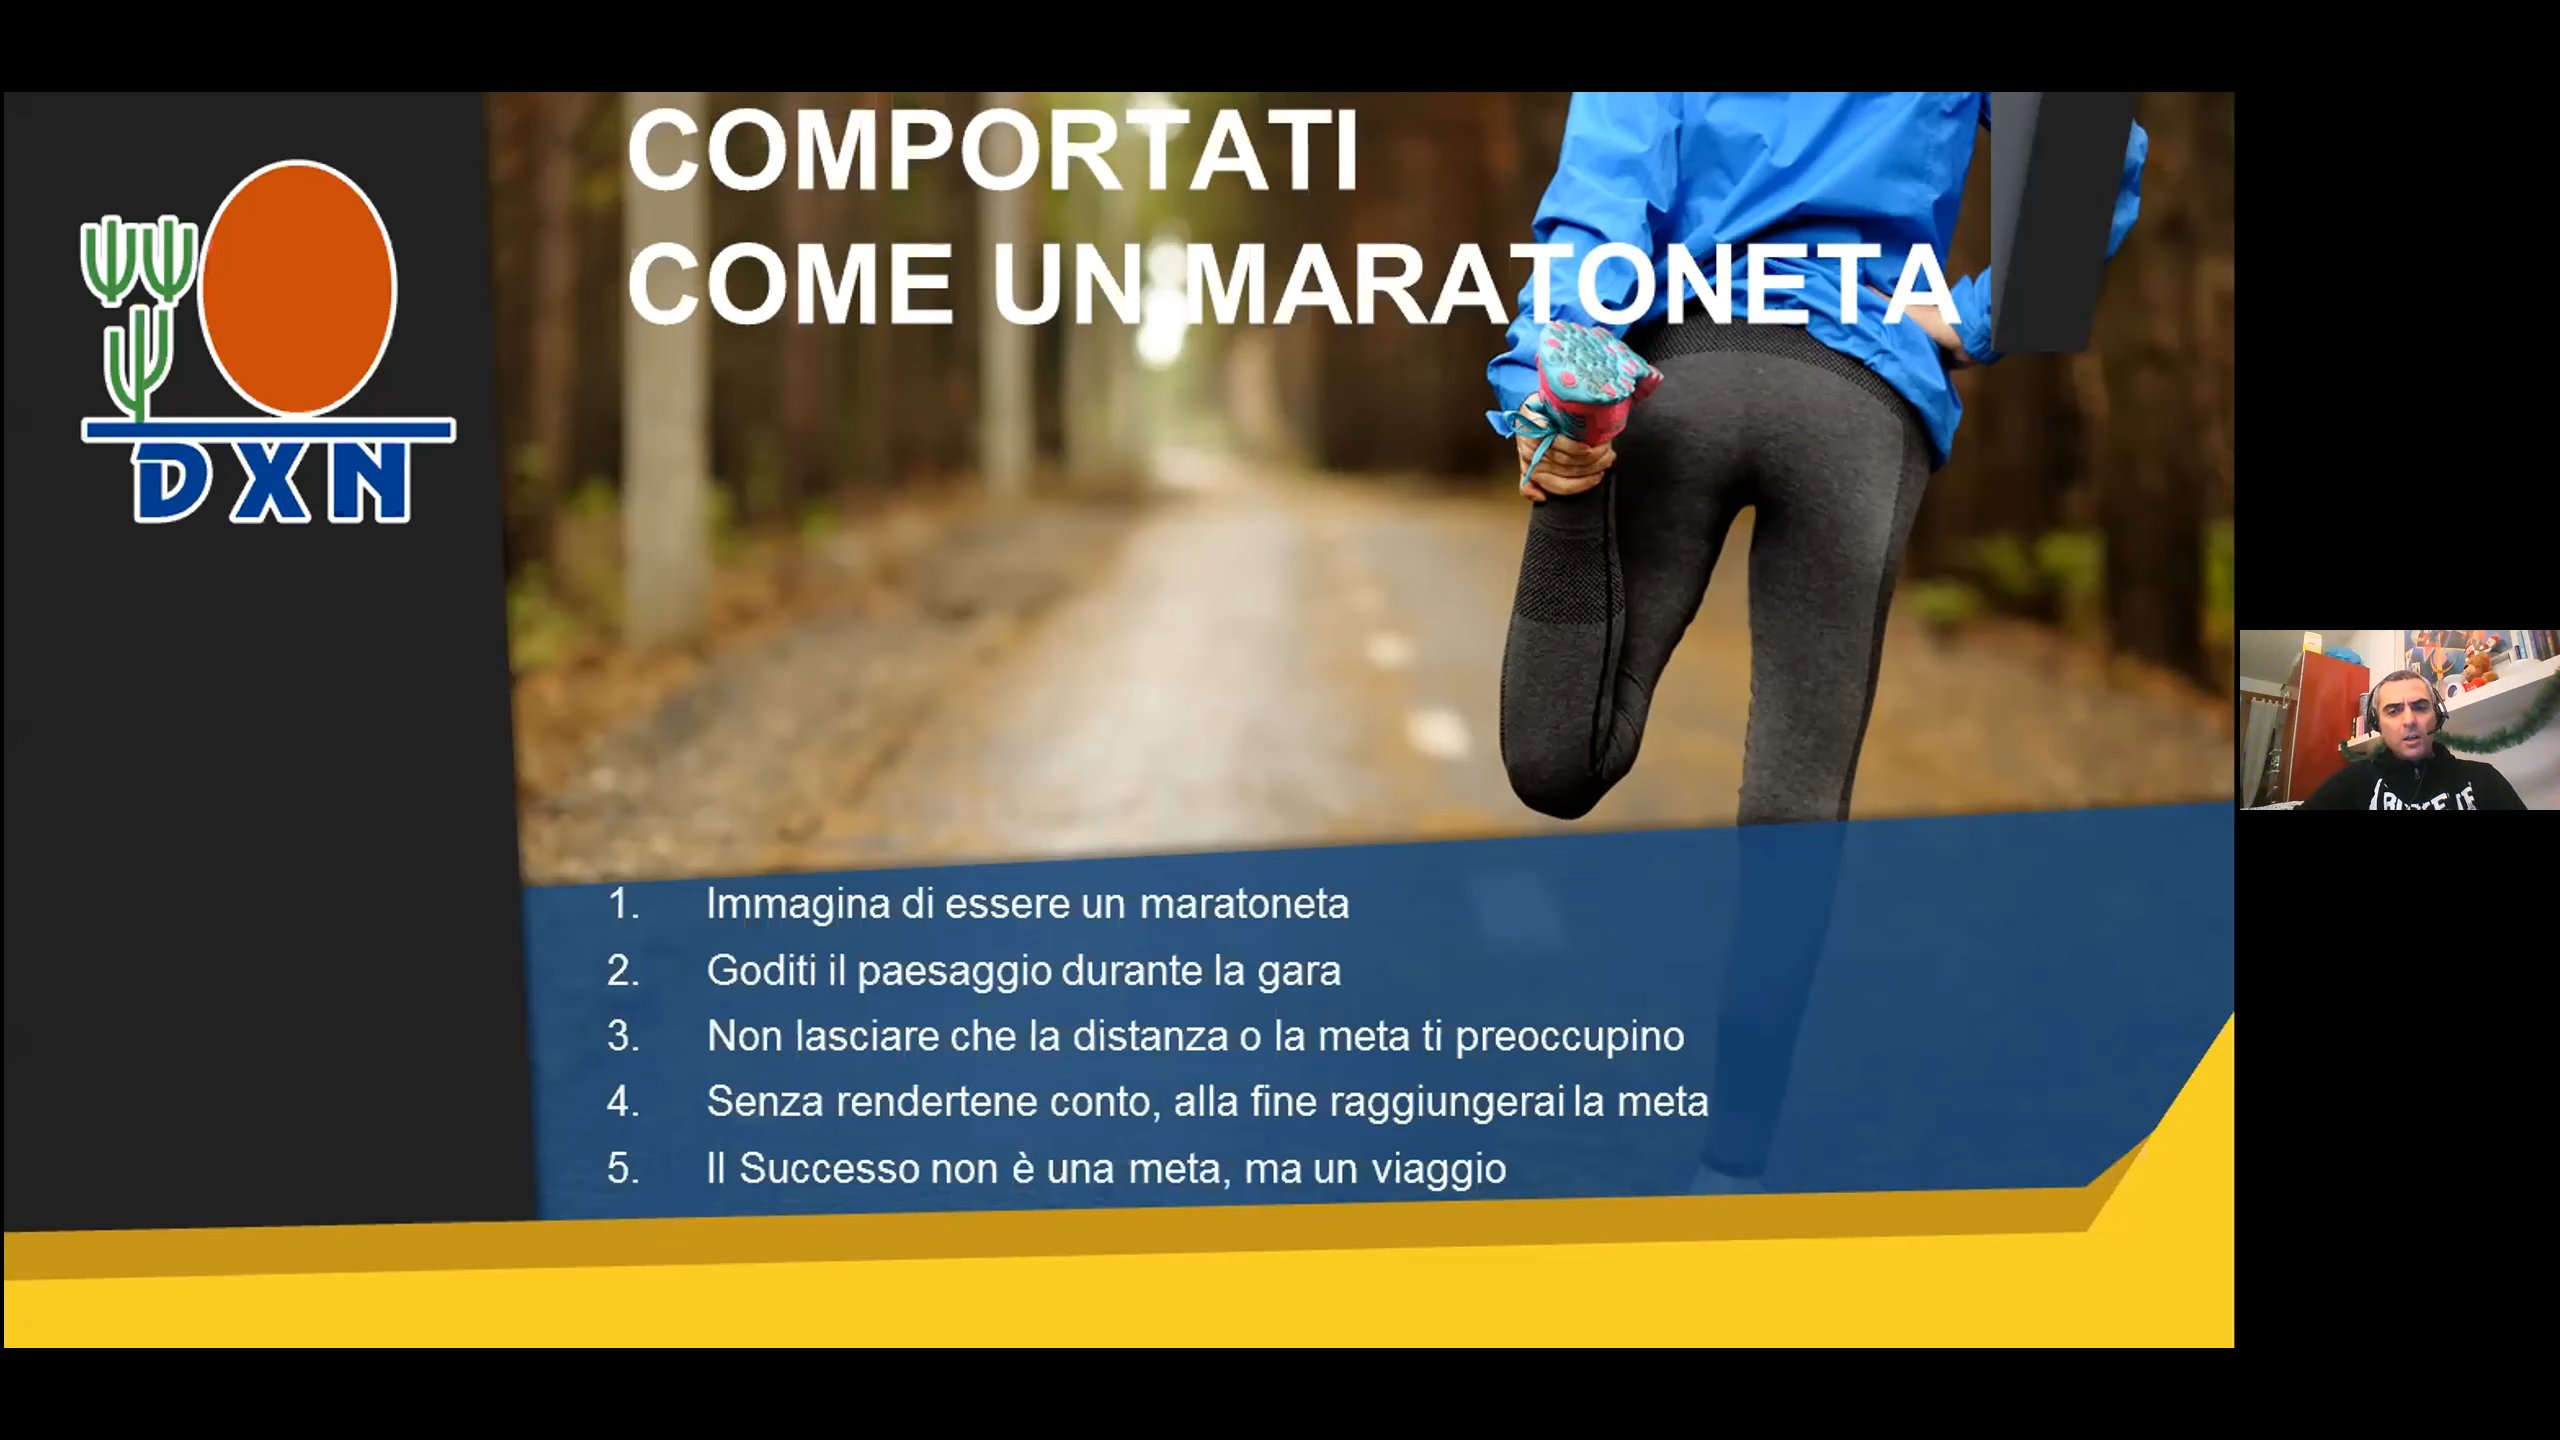 COMPORTATI
COME UN MARATONETA
DXN
1. Immagina di essere un maratoneta
2. Goditi il paesaggio durante la gara
3. Non lasciare che la distanza o la meta ti preoccupino
4. Senza rendertene conto, alla fine raggiungerai la meta
5. Il Successo non è una meta, ma un viaggio